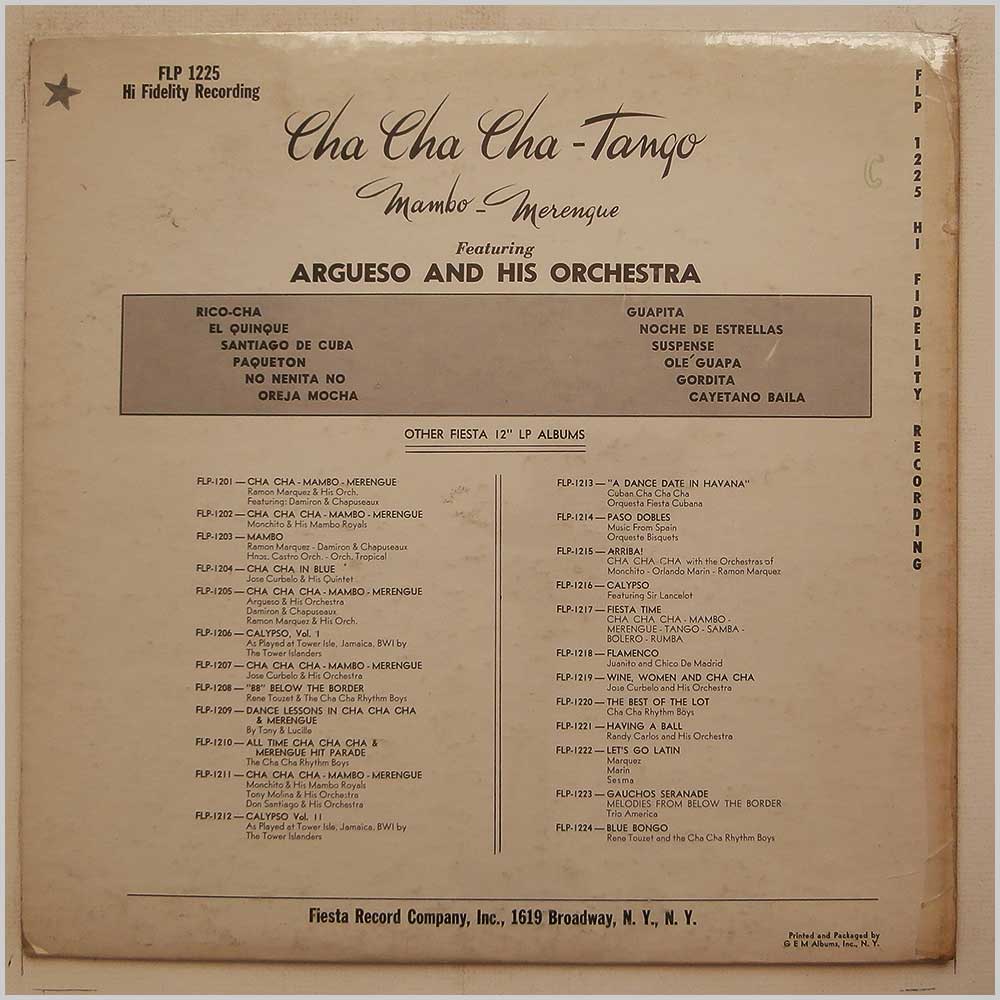 FLP 1225
Hi Fidelity Recording
Cha Cha Cha - Tango
Mambo - Merengue
Featuring
ARGUESO AND HIS ORCHESTRA
RICO-CHA
EL QUINQUE
SANTIAGO DE CUBA
PAQUETON
NO NENITA NO
OREJA MOCHA
GUAPITA
NOCHE DE ESTRELLAS
SUSPENSE
OLE´GUAPA
GORDITA
CAYETANO BAILA
OTHER FIESTA 12" LP ALBUMS
FLP-1201 — CHA CHA - MAMBO - MERENGUE
Ramon Marquez & His Orch.
Featuring: Damiron & Chapuseaux
FLP-1202 — CHA CHA CHA - MAMBO - MERENGUE
Monchito & His Mambo Royals
FLP-1203 — MAMBO
Ramon Marquez - Damiron & Chapuseaux
Hnos. Castro Orch. - Orch. Tropical
FLP-1204 — CHA CHA IN BLUE
Jose Curbelo & His Quintet
FLP-1205 — CHA CHA CHA - MAMBO - MERENGUE
Argueso & His Orchestra
Damiron & Chapuseaux
Ramon Marquez & His Orch.
FLP-1206 — CALYPSO, Vol. 1
As Played at Tower Isle, Jamaica, BWI by
The Tower Islanders
FLP-1207 — CHA CHA CHA - MAMBO - MERENGUE
Jose Curbelo & His Orchestra
FLP-1208 — "88" BELOW THE BORDER
Rene Touzet & The Cha Cha Rhythm Boys
FLP-1209 — DANCE LESSONS IN CHA CHA CHA
& MERENGUE
By Tony & Lucille
FLP-1210 — ALL TIME CHA CHA CHA &
MERENGUE HIT PARADE
The Cha Cha Rhythm Boys
FLP-1211 — CHA CHA CHA - MAMBO - MERENGUE
Monchito & His Mambo Royals
Tony Molina & His Orchestra
Don Santiago & His Orchestra
FLP-1212 — CALYPSO Vol. 11
As Played at Tower Isle, Jamaica, BWI by
The Tower Islanders
FLP-1213 — "A DANCE DATE IN HAVANA"
Cuban Cha Cha Cha
Orquesta Fiesta Cubana
FLP-1214 — PASO DOBLES
Music From Spain
Orqueste Bisquets
FLP-1215 — ARRIBA!
CHA CHA CHA with the Orchestras of
Monchito - Orlando Marin - Ramon Marquez
FLP-1216 — CALYPSO
Featuring Sir Lancelot
FLP-1217 — FIESTA TIME
CHA CHA CHA - MAMBO -
MERENGUE - TANGO - SAMBA -
BOLERO - RUMBA
FLP-1218 — FLAMENCO
Juanito and Chico De Madrid
FLP-1219 — WINE, WOMEN AND CHA CHA
Jose Curbelo and His Orchestra
FLP-1220 — THE BEST OF THE LOT
Cha Cha Rhythm Boys
FLP-1221 — HAVING A BALL
Randy Carlos and His Orchestra
FLP-1222 — LET'S GO LATIN
Marquez
Marin
Sesma
FLP-1223 — GAUCHOS SERANADE
MELODIES FROM BELOW THE BORDER
Trio America
FLP-1224 — BLUE BONGO
Rene Touzet and the Cha Cha Rhythm Boys
Fiesta Record Company, Inc., 1619 Broadway, N. Y., N. Y.
Printed and Packaged by
G E M Albums, Inc., N. Y.
FLP 1225 HI FIDELITY RECORDING
C